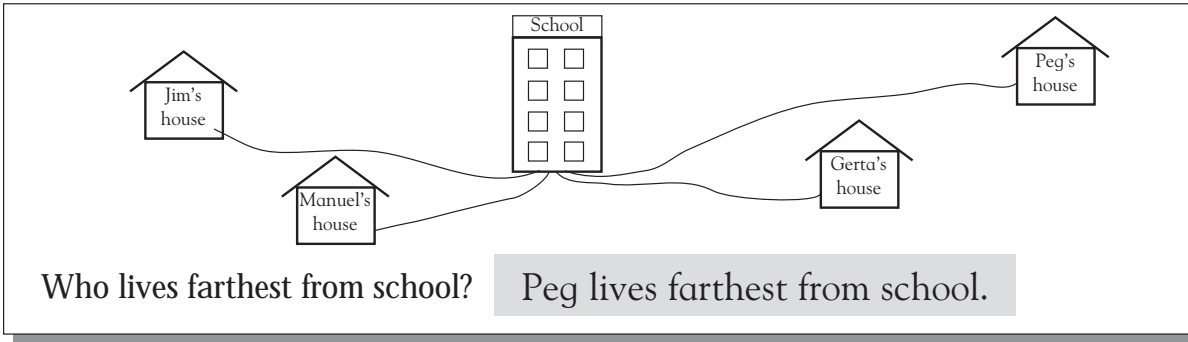 School
Peg's
house
Jim's
house
Gerta's
house
Manuel's
house
Who lives farthest from school? Peg lives farthest from school.